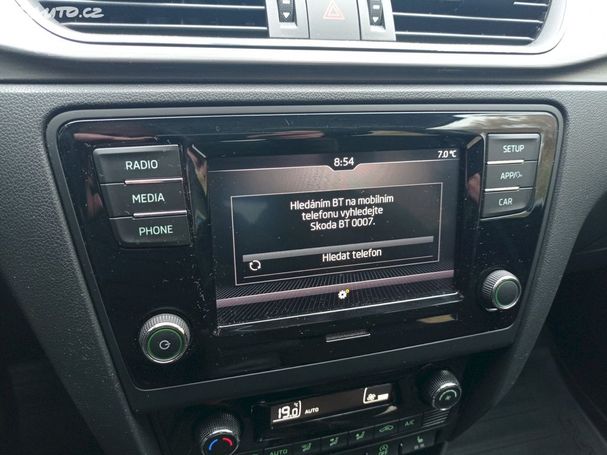 AUTO.CZ
8:54
7.0 °C
RADIO
MEDIA
PHONE
SETUP
APP
CAR
Hledáním BT na mobilním
telefonu vyhledejte
Skoda BT 0007.
Hledat telefon
19.0 °C AUTO
AUTO
A/C